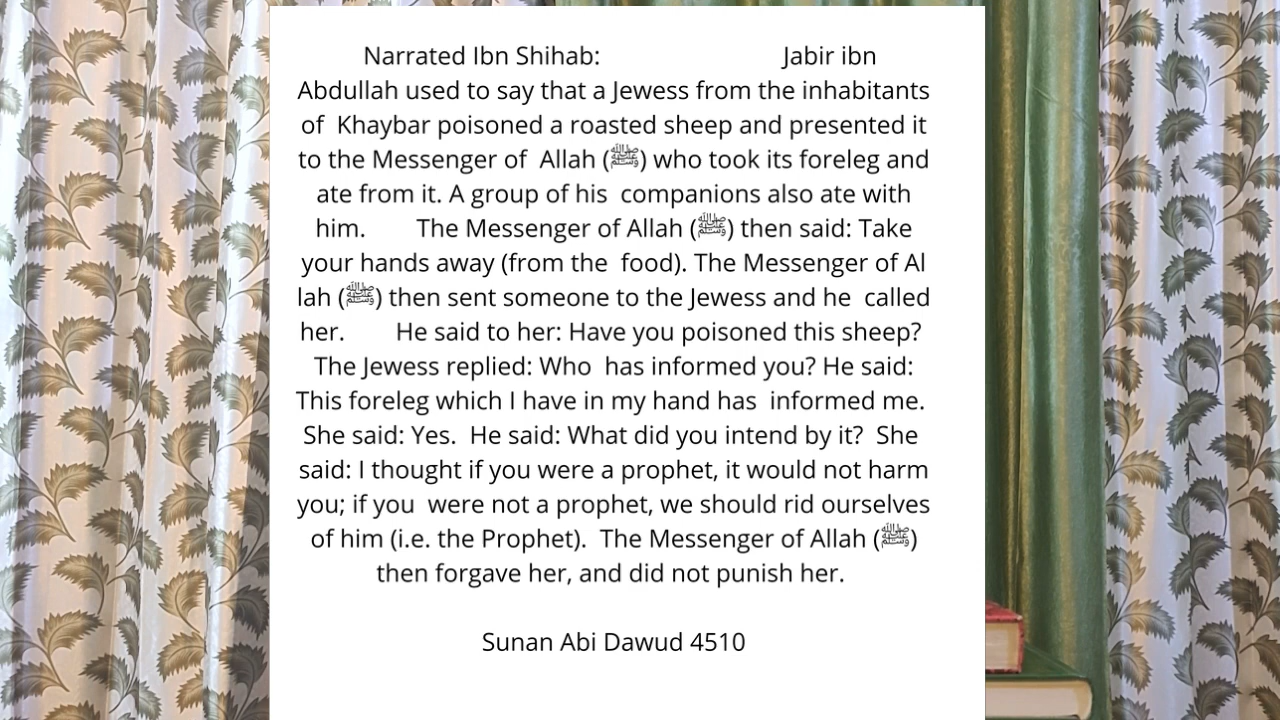 Narrated Ibn Shihab: Jabir ibn
Abdullah used to say that a Jewess from the inhabitants
of Khaybar poisoned a roasted sheep and presented it
to the Messenger of Allah (ﷺ) who took its foreleg and
ate from it. A group of his companions also ate with
him. The Messenger of Allah (ﷺ) then said: Take
your hands away (from the food). The Messenger of Al
lah (ﷺ) then sent someone to the Jewess and he called
her. He said to her: Have you poisoned this sheep?
The Jewess replied: Who has informed you? He said:
This foreleg which I have in my hand has informed me.
She said: Yes. He said: What did you intend by it? She
said: I thought if you were a prophet, it would not harm
you; if you were not a prophet, we should rid ourselves
of him (i.e. the Prophet). The Messenger of Allah (ﷺ)
then forgave her, and did not punish her.
Sunan Abi Dawud 4510